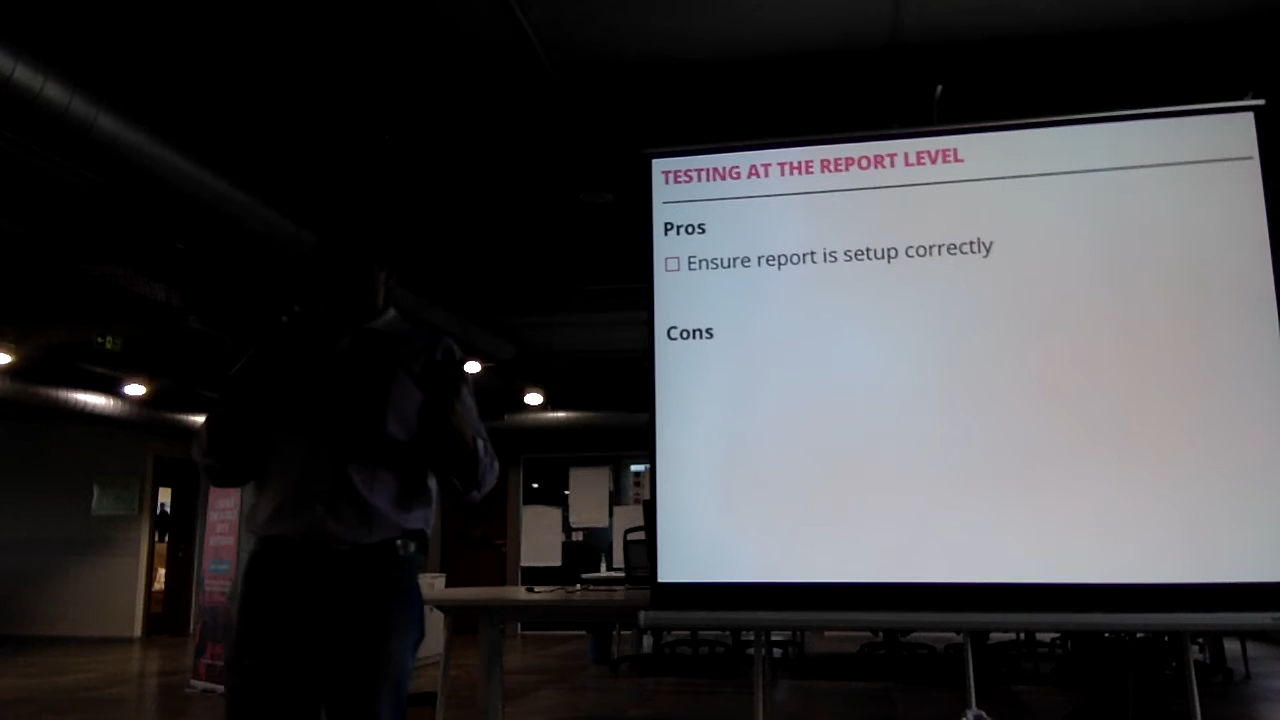 TESTING AT THE REPORT LEVEL
Pros
Ensure report is setup correctly
Cons